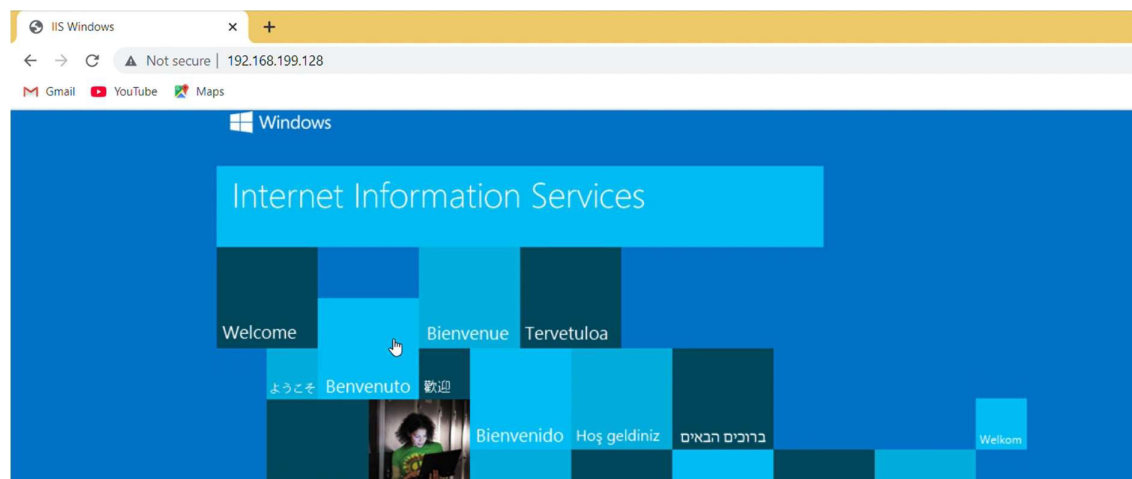 IIS Windows
Not secure | 192.168.199.128
Gmail YouTube Maps
Windows
Internet Information Services
Welcome Bienvenue Tervetuloa
ようこそ Benvenuto 歡迎
Bienvenido Hoş geldiniz ברוכים הבאים Welkom